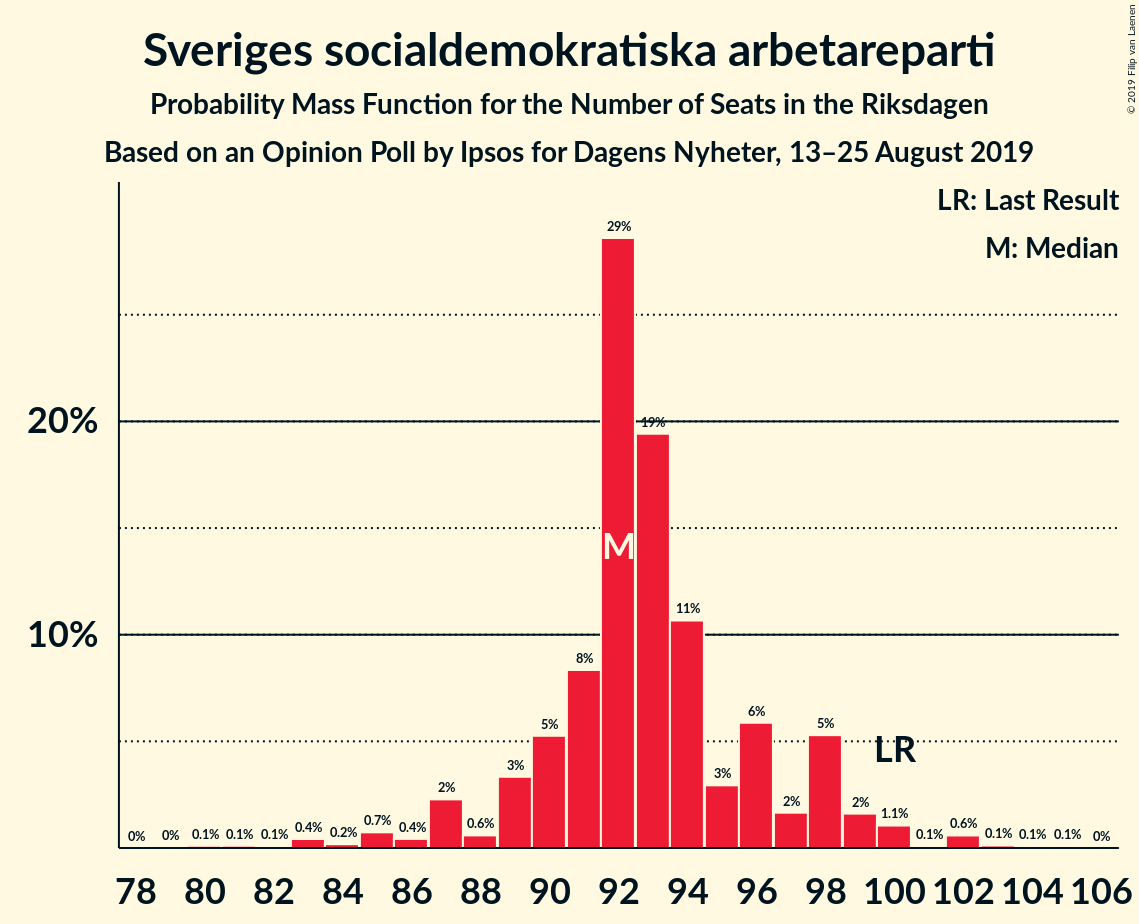 Sveriges socialdemokratiska arbetareparti
Probability Mass Function for the Number of Seats in the Riksdagen
Based on an Opinion Poll by Ipsos for Dagens Nyheter, 13–25 August 2019
© 2019 Filip van Laenen
LR: Last Result
M: Median
29%
20%
19%
M
11%
10%
8%
6%
5%
5%
LR
3%
3%
2%
2%
2%
0% 0% 0.1% 0.1% 0.1% 0.4% 0.2% 0.7% 0.4% 0.6% 1.1% 0.1% 0.6% 0.1% 0.1% 0.1% 0%
78 80 82 84 86 88 90 92 94 96 98 100 102 104 106